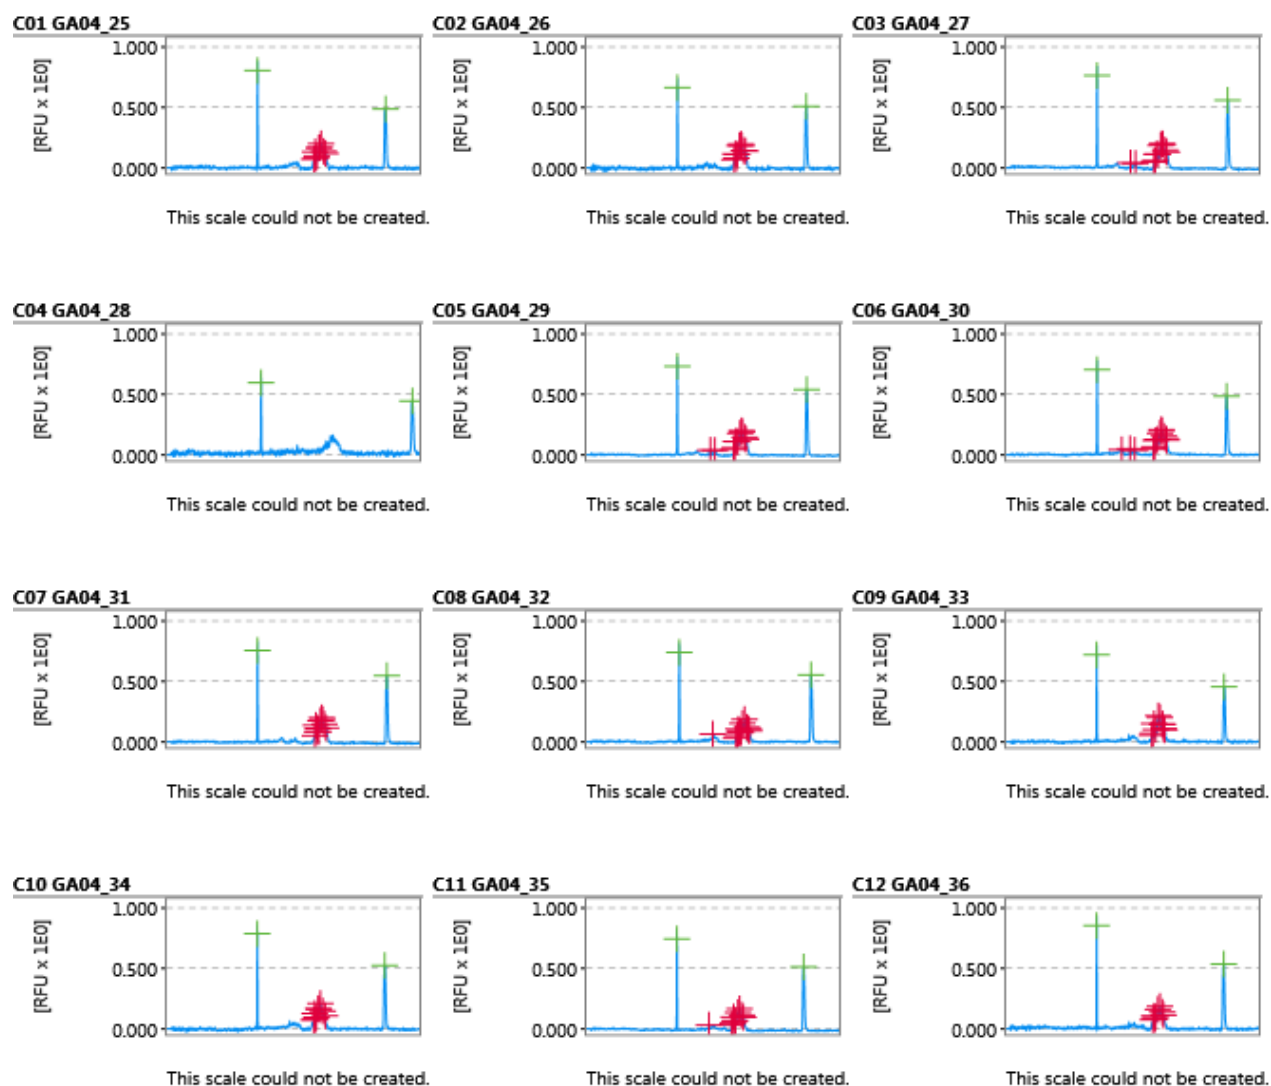 C01 GA04_25 C02 GA04_26 C03 GA04_27
[RFU x 1E0] 1.000 0.500 0.000 [RFU x 1E0] 1.000 0.500 0.000 [RFU x 1E0] 1.000 0.500 0.000
This scale could not be created. This scale could not be created. This scale could not be created.
C04 GA04_28 C05 GA04_29 C06 GA04_30
[RFU x 1E0] 1.000 0.500 0.000 [RFU x 1E0] 1.000 0.500 0.000 [RFU x 1E0] 1.000 0.500 0.000
This scale could not be created. This scale could not be created. This scale could not be created.
C07 GA04_31 C08 GA04_32 C09 GA04_33
[RFU x 1E0] 1.000 0.500 0.000 [RFU x 1E0] 1.000 0.500 0.000 [RFU x 1E0] 1.000 0.500 0.000
This scale could not be created. This scale could not be created. This scale could not be created.
C10 GA04_34 C11 GA04_35 C12 GA04_36
[RFU x 1E0] 1.000 0.500 0.000 [RFU x 1E0] 1.000 0.500 0.000 [RFU x 1E0] 1.000 0.500 0.000
This scale could not be created. This scale could not be created. This scale could not be created.